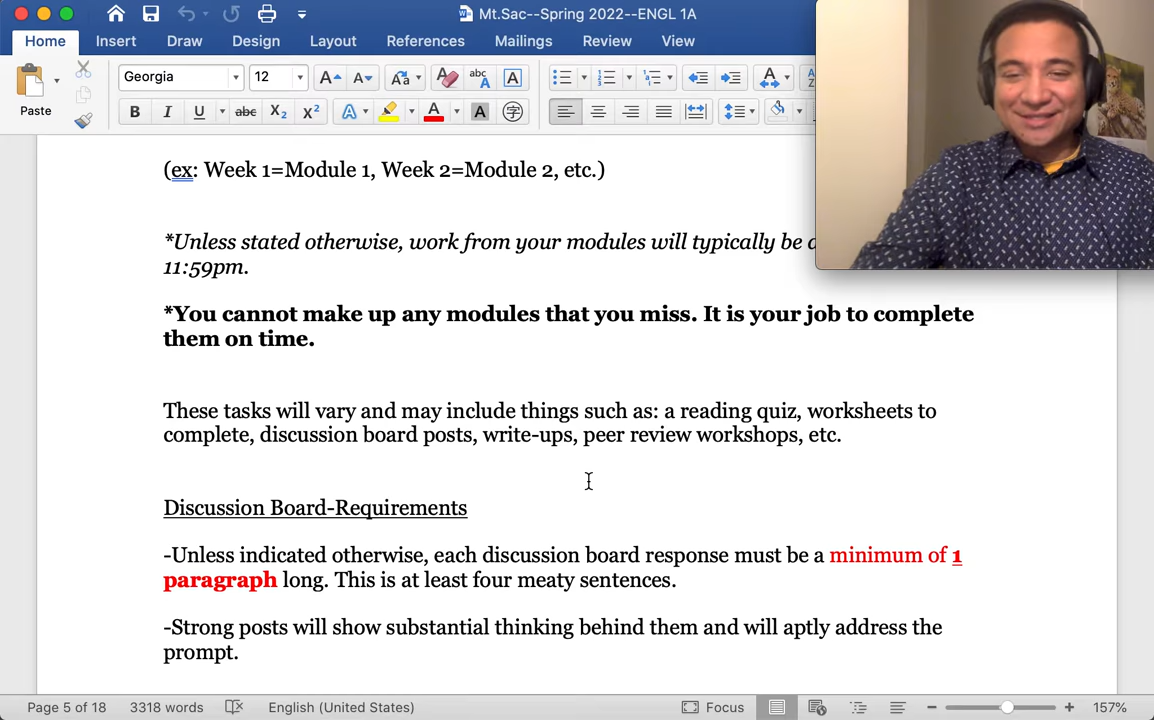 Mt.Sac--Spring 2022--ENGL 1A
Home Insert Draw Design Layout References Mailings Review View
Paste
Georgia 12
(ex: Week 1=Module 1, Week 2=Module 2, etc.)
*Unless stated otherwise, work from your modules will typically be
11:59pm.
*You cannot make up any modules that you miss. It is your job to complete
them on time.
These tasks will vary and may include things such as: a reading quiz, worksheets to
complete, discussion board posts, write-ups, peer review workshops, etc.
Discussion Board-Requirements
-Unless indicated otherwise, each discussion board response must be a minimum of 1
paragraph long. This is at least four meaty sentences.
-Strong posts will show substantial thinking behind them and will aptly address the
prompt.
Page 5 of 18 3318 words English (United States) Focus 157%